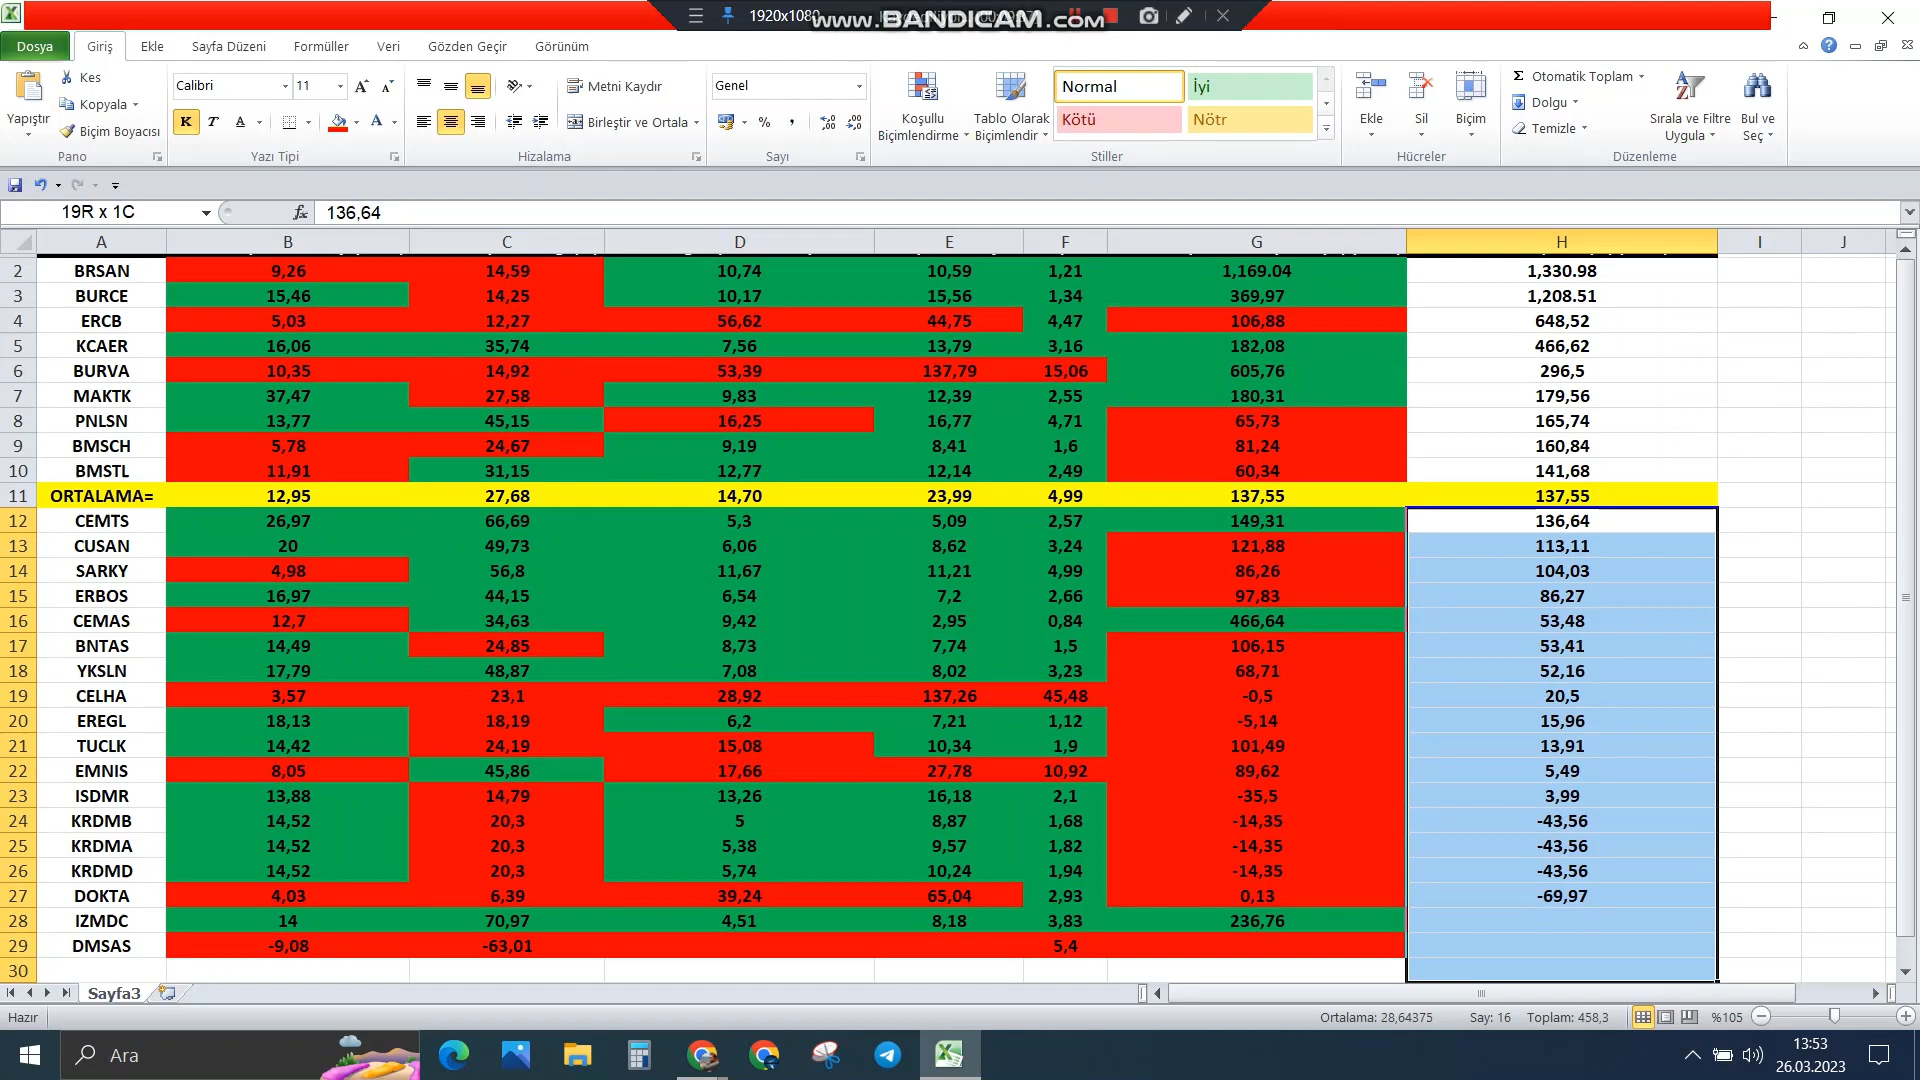 1920x1080
www.BANDICAM.com
Dosya Giriş Ekle Sayfa Düzeni Formüller Veri Gözden Geçir Görünüm
Yapıştır
Kes
Kopyala
Biçim Boyacısı
Pano
Calibri 11
K T A A
Yazı Tipi
Metni Kaydır
Birleştir ve Ortala
Hizalama
Genel
%
Sayı
Koşullu Biçimlendirme
Tablo Olarak Biçimlendir
Normal İyi
Kötü Nötr
Stiller
Ekle Sil Biçim
Hücreler
Σ Otomatik Toplam
Dolgu
Temizle
Sırala ve Filtre Uygula
Bul ve Seç
Düzenleme
19R x 1C fx 136,64
A B C D E F G H I J
2 BRSAN 9,26 14,59 10,74 10,59 1,21 1,169.04 1,330.98
3 BURCE 15,46 14,25 10,17 15,56 1,34 369,97 1,208.51
4 ERCB 5,03 12,27 56,62 44,75 4,47 106,88 648,52
5 KCAER 16,06 35,74 7,56 13,79 3,16 182,08 466,62
6 BURVA 10,35 14,92 53,39 137,79 15,06 605,76 296,5
7 MAKTK 37,47 27,58 9,83 12,39 2,55 180,31 179,56
8 PNLSN 13,77 45,15 16,25 16,77 4,71 65,73 165,74
9 BMSCH 5,78 24,67 9,19 8,41 1,6 81,24 160,84
10 BMSTL 11,91 31,15 12,77 12,14 2,49 60,34 141,68
11 ORTALAMA= 12,95 27,68 14,70 23,99 4,99 137,55 137,55
12 CEMTS 26,97 66,69 5,3 5,09 2,57 149,31 136,64
13 CUSAN 20 49,73 6,06 8,62 3,24 121,88 113,11
14 SARKY 4,98 56,8 11,67 11,21 4,99 86,26 104,03
15 ERBOS 16,97 44,15 6,54 7,2 2,66 97,83 86,27
16 CEMAS 12,7 34,63 9,42 2,95 0,84 466,64 53,48
17 BNTAS 14,49 24,85 8,73 7,74 1,5 106,15 53,41
18 YKSLN 17,79 48,87 7,08 8,02 3,23 68,71 52,16
19 CELHA 3,57 23,1 28,92 137,26 45,48 -0,5 20,5
20 EREGL 18,13 18,19 6,2 7,21 1,12 -5,14 15,96
21 TUCLK 14,42 24,19 15,08 10,34 1,9 101,49 13,91
22 EMNIS 8,05 45,86 17,66 27,78 10,92 89,62 5,49
23 ISDMR 13,88 14,79 13,26 16,18 2,1 -35,5 3,99
24 KRDMB 14,52 20,3 5 8,87 1,68 -14,35 -43,56
25 KRDMA 14,52 20,3 5,38 9,57 1,82 -14,35 -43,56
26 KRDMD 14,52 20,3 5,74 10,24 1,94 -14,35 -43,56
27 DOKTA 4,03 6,39 39,24 65,04 2,93 0,13 -69,97
28 IZMDC 14 70,97 4,51 8,18 3,83 236,76
29 DMSAS -9,08 -63,01 5,4
30
Sayfa3
Hazır Ortalama: 28,64375 Say: 16 Toplam: 458,3 %105
Ara
13:53
26.03.2023